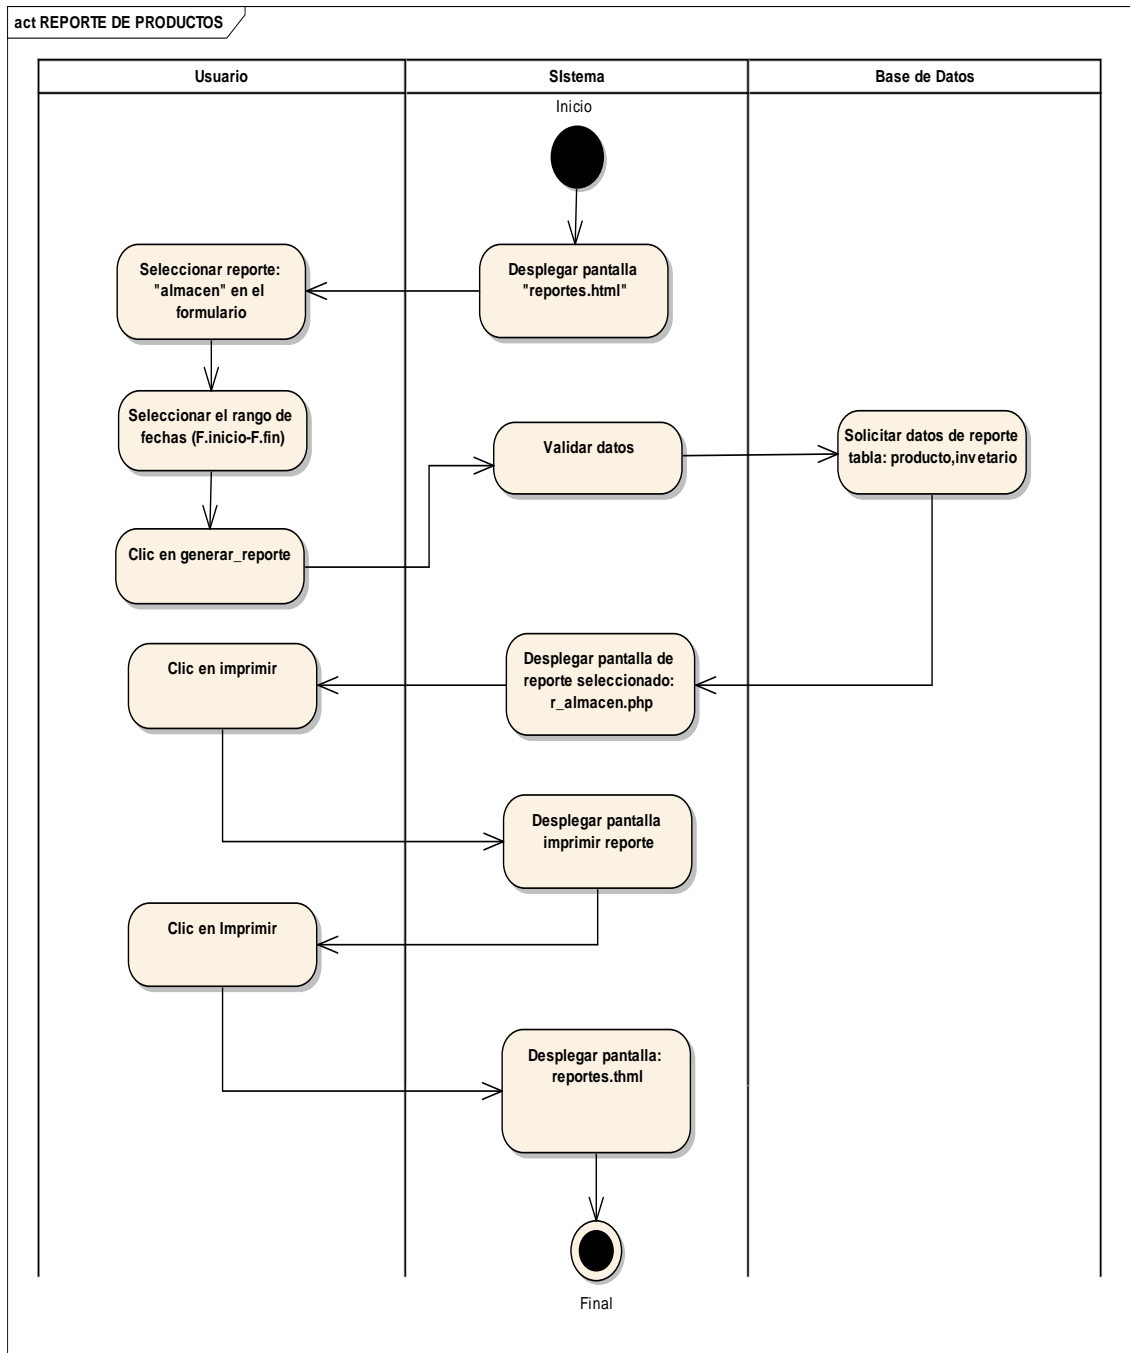 act REPORTE DE PRODUCTOS
Usuario
SIstema
Base de Datos
Inicio
Seleccionar reporte:
"almacen" en el
formulario
Desplegar pantalla
"reportes.html"
Seleccionar el rango de
fechas (F.inicio-F.fin)
Validar datos
Solicitar datos de reporte
tabla: producto,invetario
Clic en generar_reporte
Clic en imprimir
Desplegar pantalla de
reporte seleccionado:
r_almacen.php
Desplegar pantalla
imprimir reporte
Clic en Imprimir
Desplegar pantalla:
reportes.thml
Final